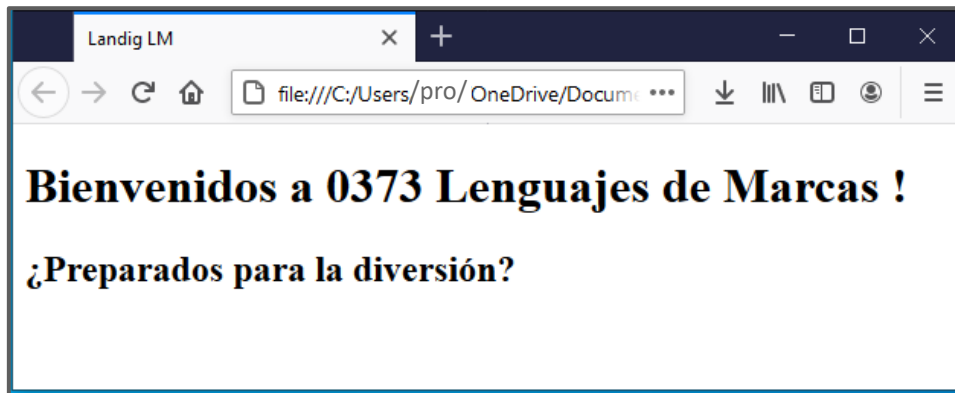 Landig LM
file:///C:/Users/pro/ OneDrive/Docume
Bienvenidos a 0373 Lenguajes de Marcas !
¿Preparados para la diversión?